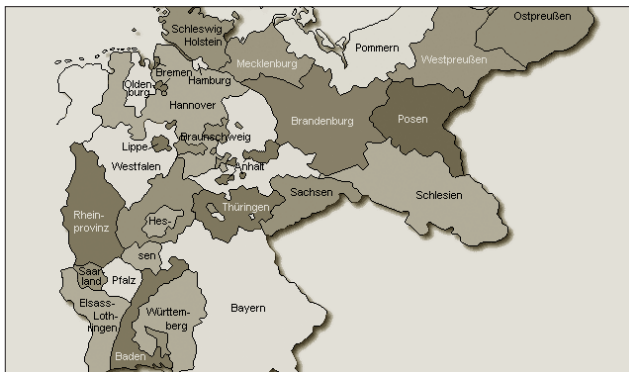 Ostpreußen
Schleswig
Holstein
Pommern
Mecklenburg
Westpreußen
Bremen
Hamburg
Olden
burg
Hannover
Brandenburg
Posen
Braunschweig
Lippe
Westfalen
Anhalt
Sachsen
Schlesien
Thüringen
Rhein-
provinz
Hes-
sen
Saar-
land
Pfalz
Elsass-
Loth-
ringen
Württem-
berg
Bayern
Baden